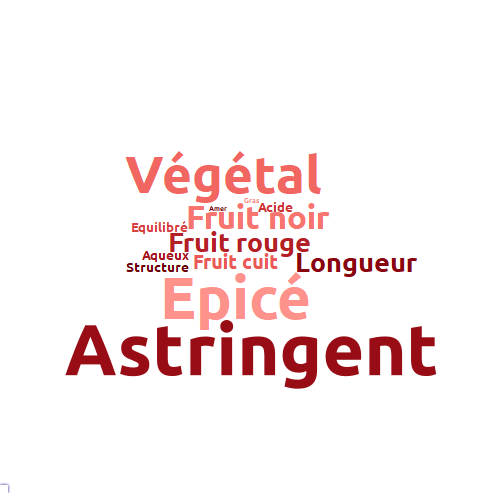 Végétal
Gras
Amer
Acide
Fruit noir
Equilibré
Fruit rouge
Aqueux
Fruit cuit
Longueur
Structure
Epicé
Astringent